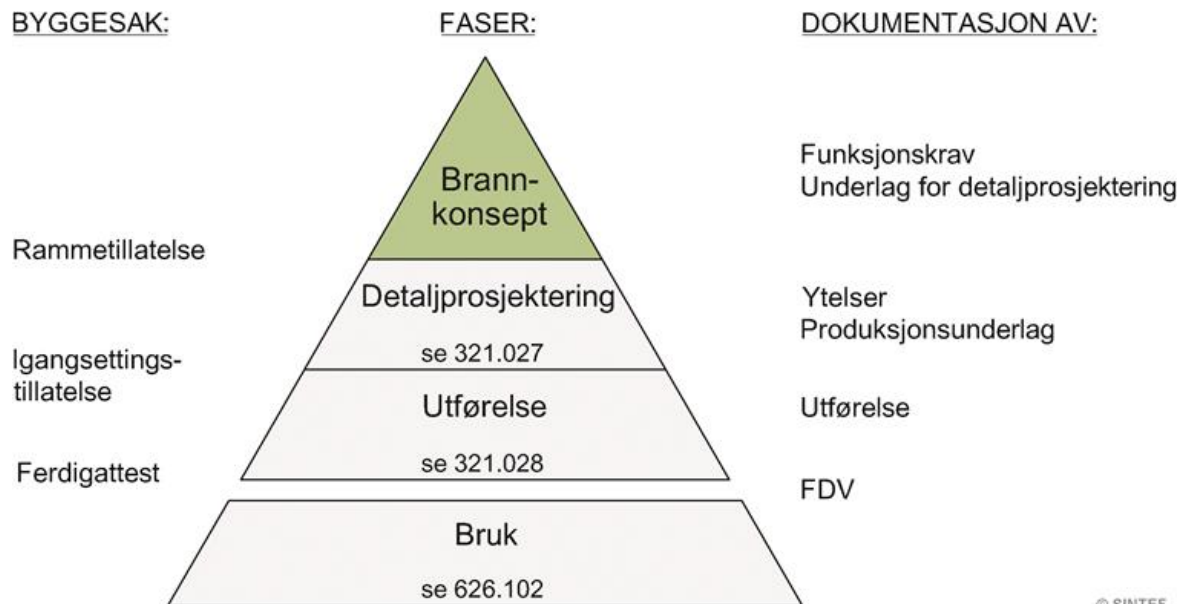 BYGGESAK:
FASER:
DOKUMENTASJON AV:
Brann-
konsept
Funksjonskrav
Underlag for detaljprosjektering
Rammetillatelse
Detaljprosjektering
se 321.027
Ytelser
Produksjonsunderlag
Igangsettings-
tillatelse
Utførelse
se 321.028
Utførelse
Ferdigattest
FDV
Bruk
se 626.102
© SINTEF